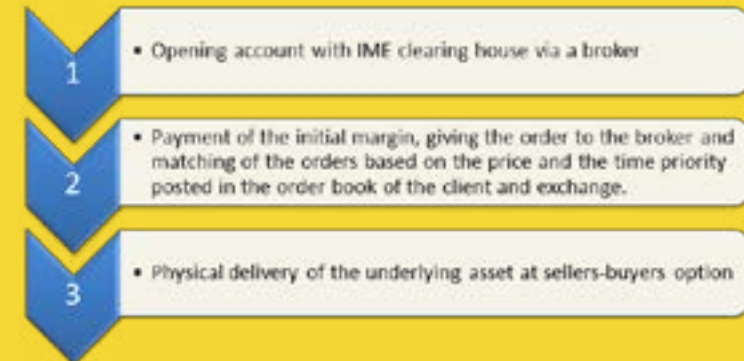 1
• Opening account with IME clearing house via a broker
2
• Payment of the initial margin, giving the order to the broker and
matching of the orders based on the price and the time priority
posted in the order book of the client and exchange.
3
• Physical delivery of the underlying asset at sellers-buyers option